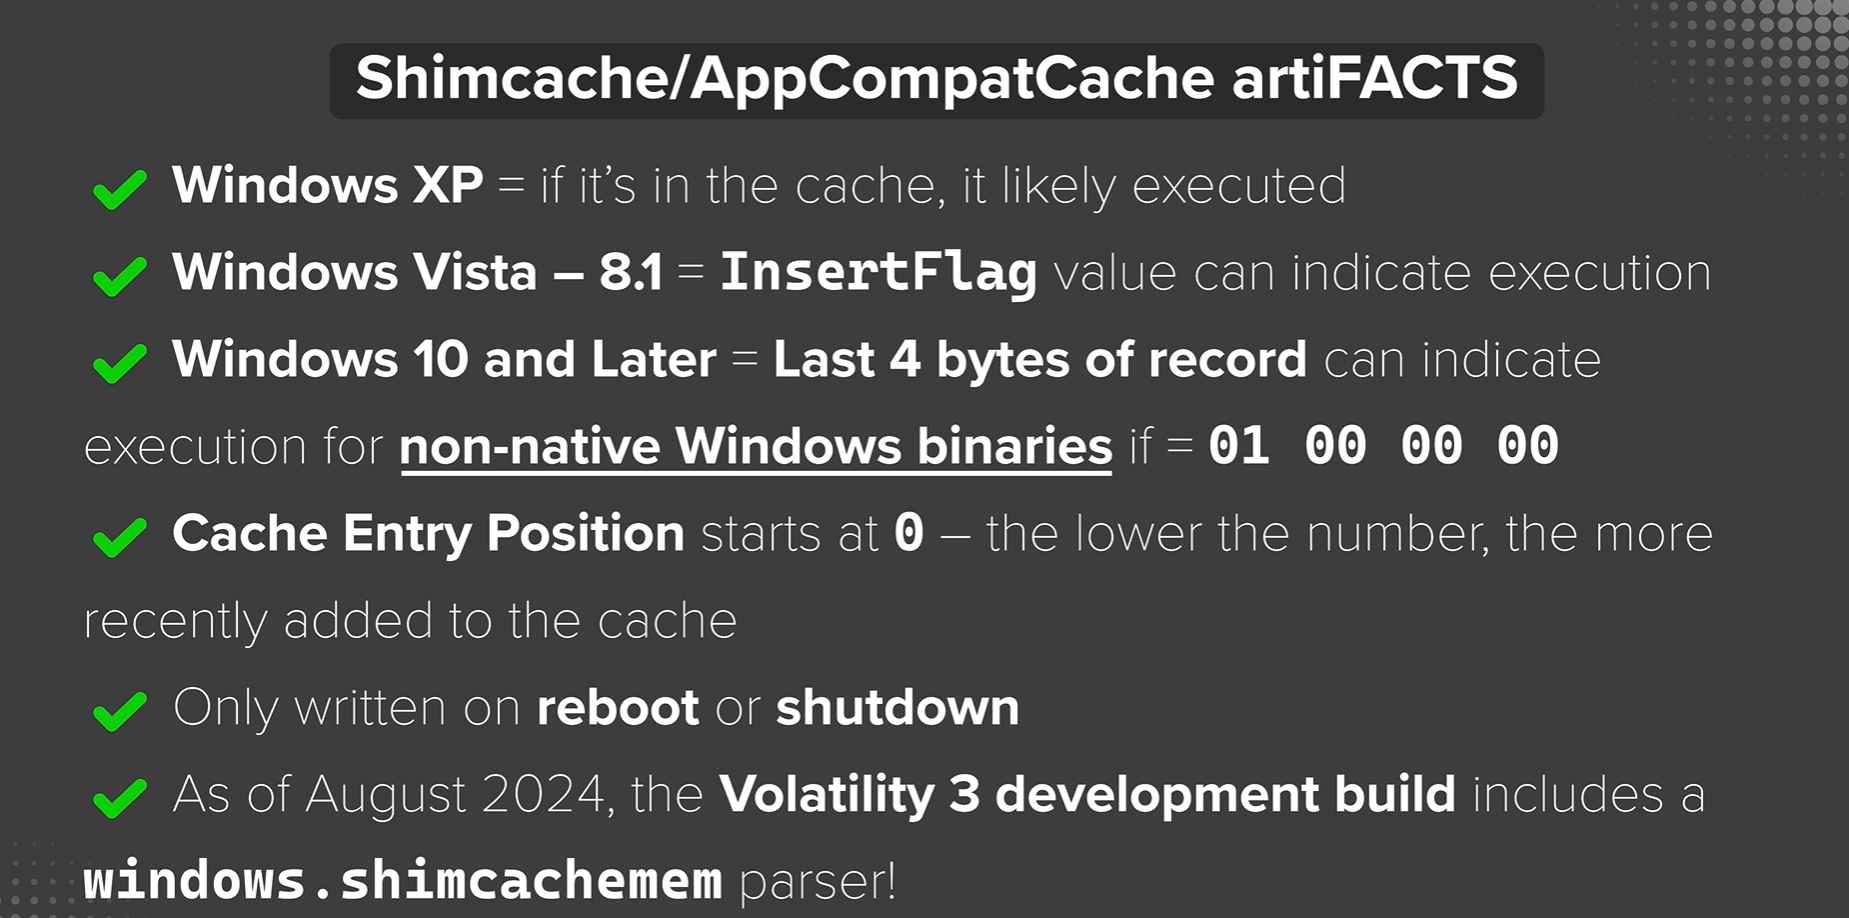 Shimcache/AppCompatCache artiFACTS
Windows XP = if it’s in the cache, it likely executed
Windows Vista – 8.1 = InsertFlag value can indicate execution
Windows 10 and Later = Last 4 bytes of record can indicate
execution for non-native Windows binaries if = 01 00 00 00
Cache Entry Position starts at 0 – the lower the number, the more
recently added to the cache
Only written on reboot or shutdown
As of August 2024, the Volatility 3 development build includes a
windows.shimcachemem parser!